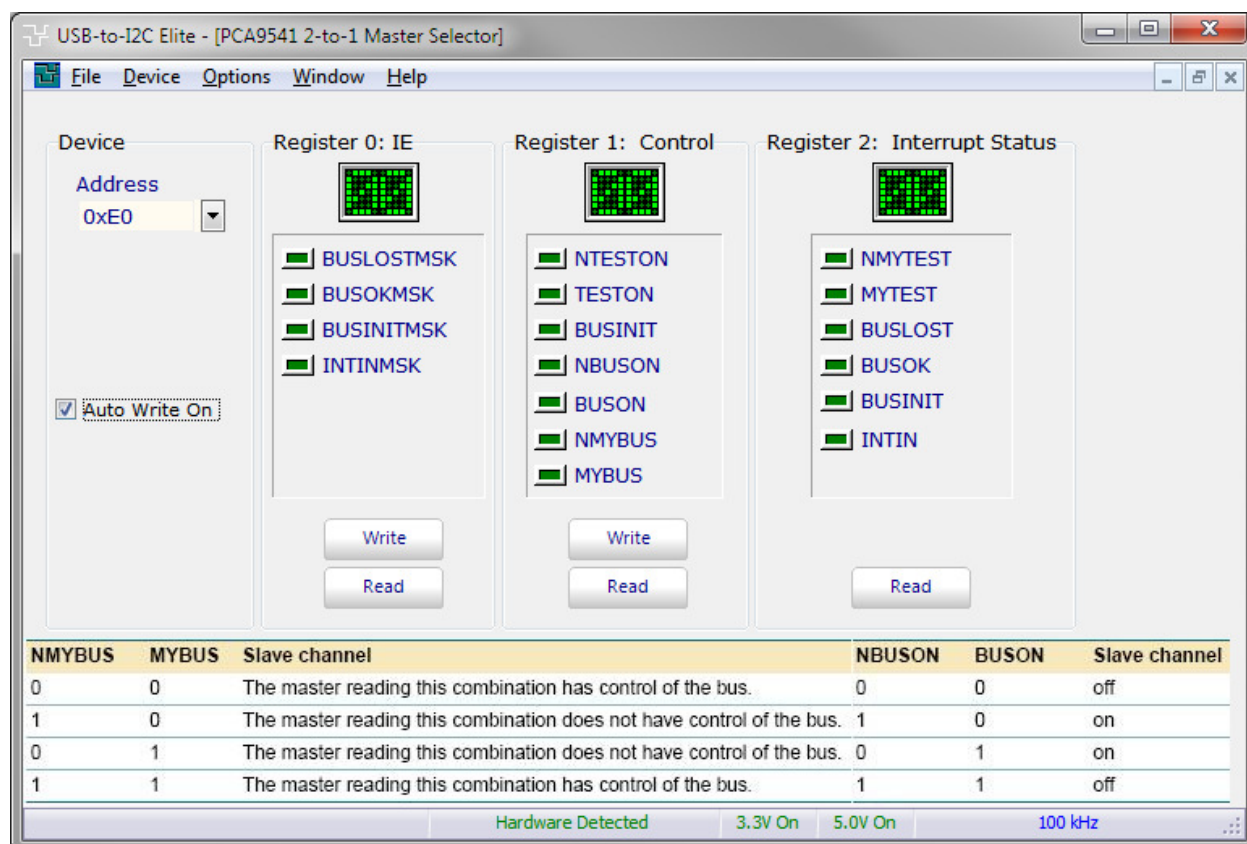 USB-to-I2C Elite - [PCA9541 2-to-1 Master Selector]
File Device Options Window Help
Device
Address
0xE0
Auto Write On
Register 0: IE
BUSLOSTMSK
BUSOKMSK
BUSINITMSK
INTINMSK
Write
Read
Register 1: Control
NTESTON
TESTON
BUSINIT
NBUSON
BUSON
NMYBUS
MYBUS
Write
Read
Register 2: Interrupt Status
NMYTEST
MYTEST
BUSLOST
BUSOK
BUSINIT
INTIN
Read
NMYBUS MYBUS Slave channel NBUSON BUSON Slave channel
0 0 The master reading this combination has control of the bus. 0 0 off
1 0 The master reading this combination does not have control of the bus. 1 0 on
0 1 The master reading this combination does not have control of the bus. 0 1 on
1 1 The master reading this combination has control of the bus. 1 1 off
Hardware Detected 3.3V On 5.0V On 100 kHz